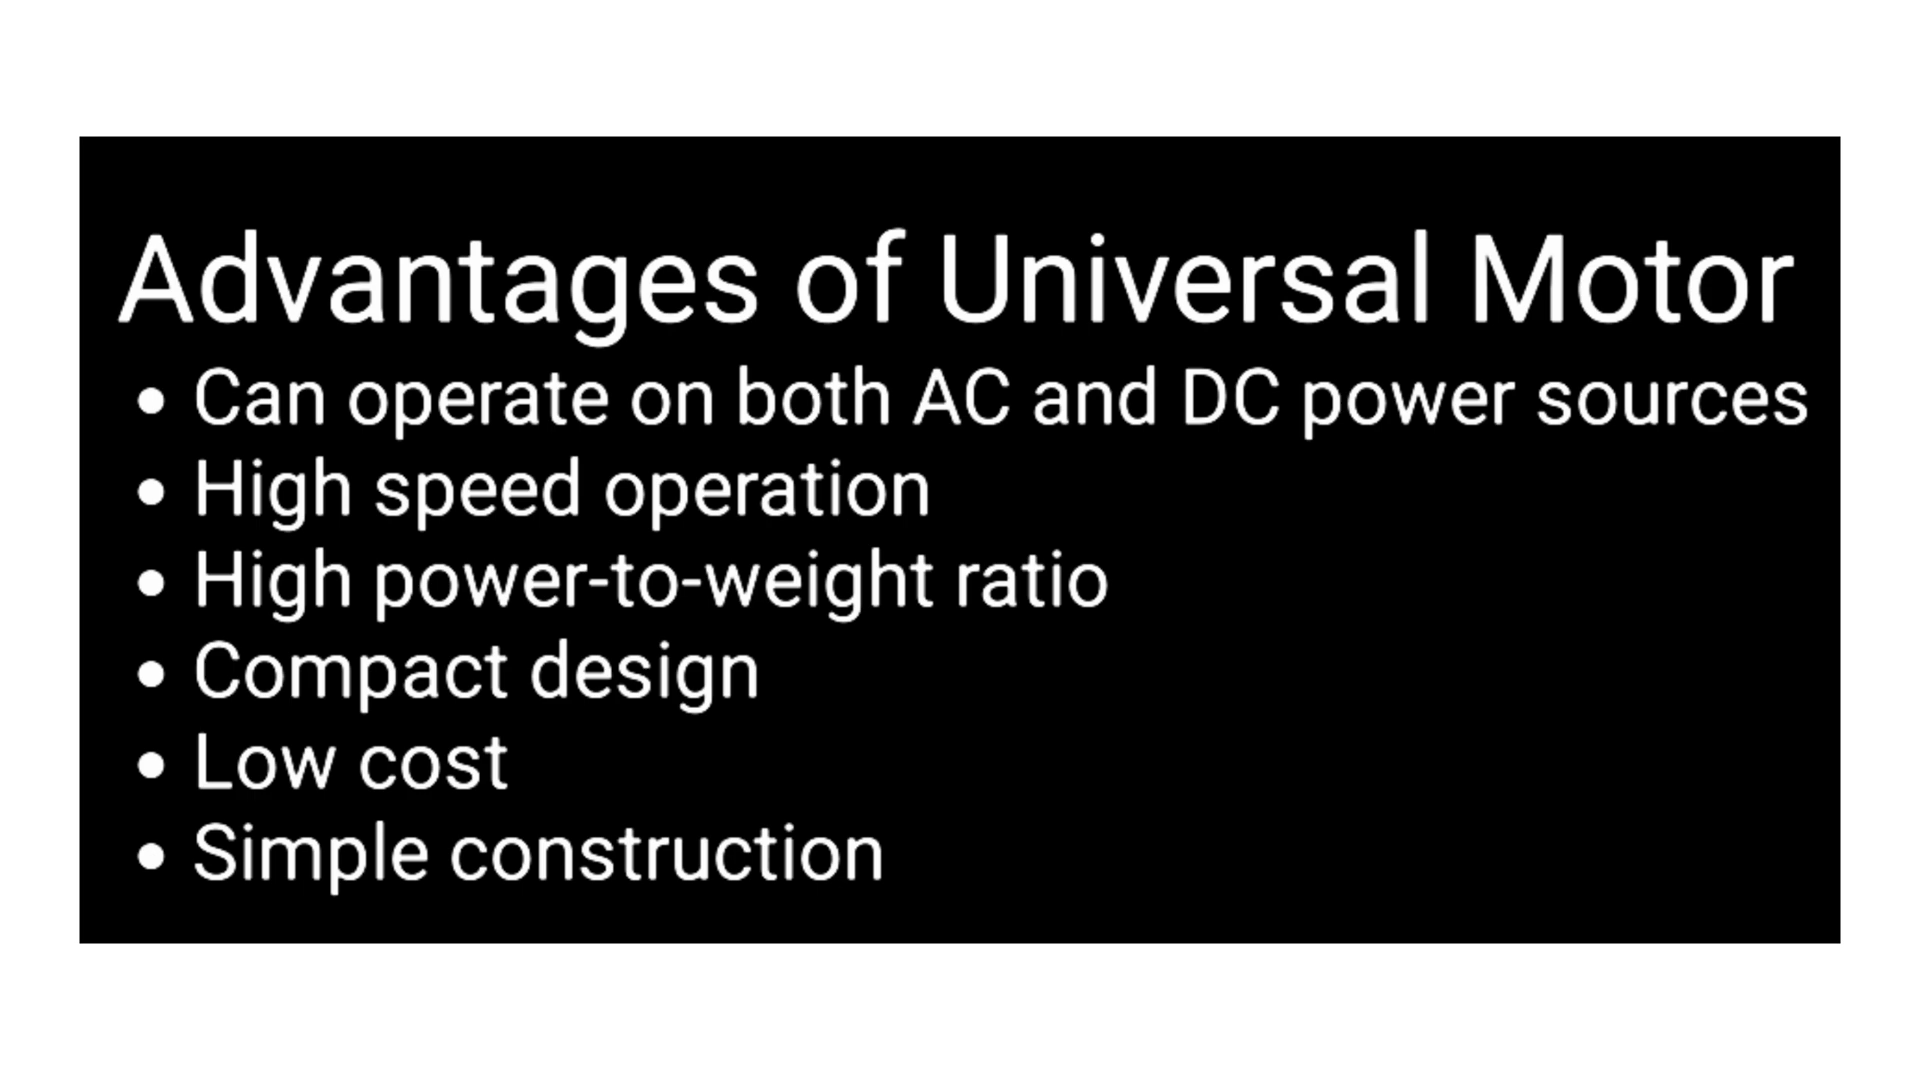 Advantages of Universal Motor
• Can operate on both AC and DC power sources
• High speed operation
• High power-to-weight ratio
• Compact design
• Low cost
• Simple construction